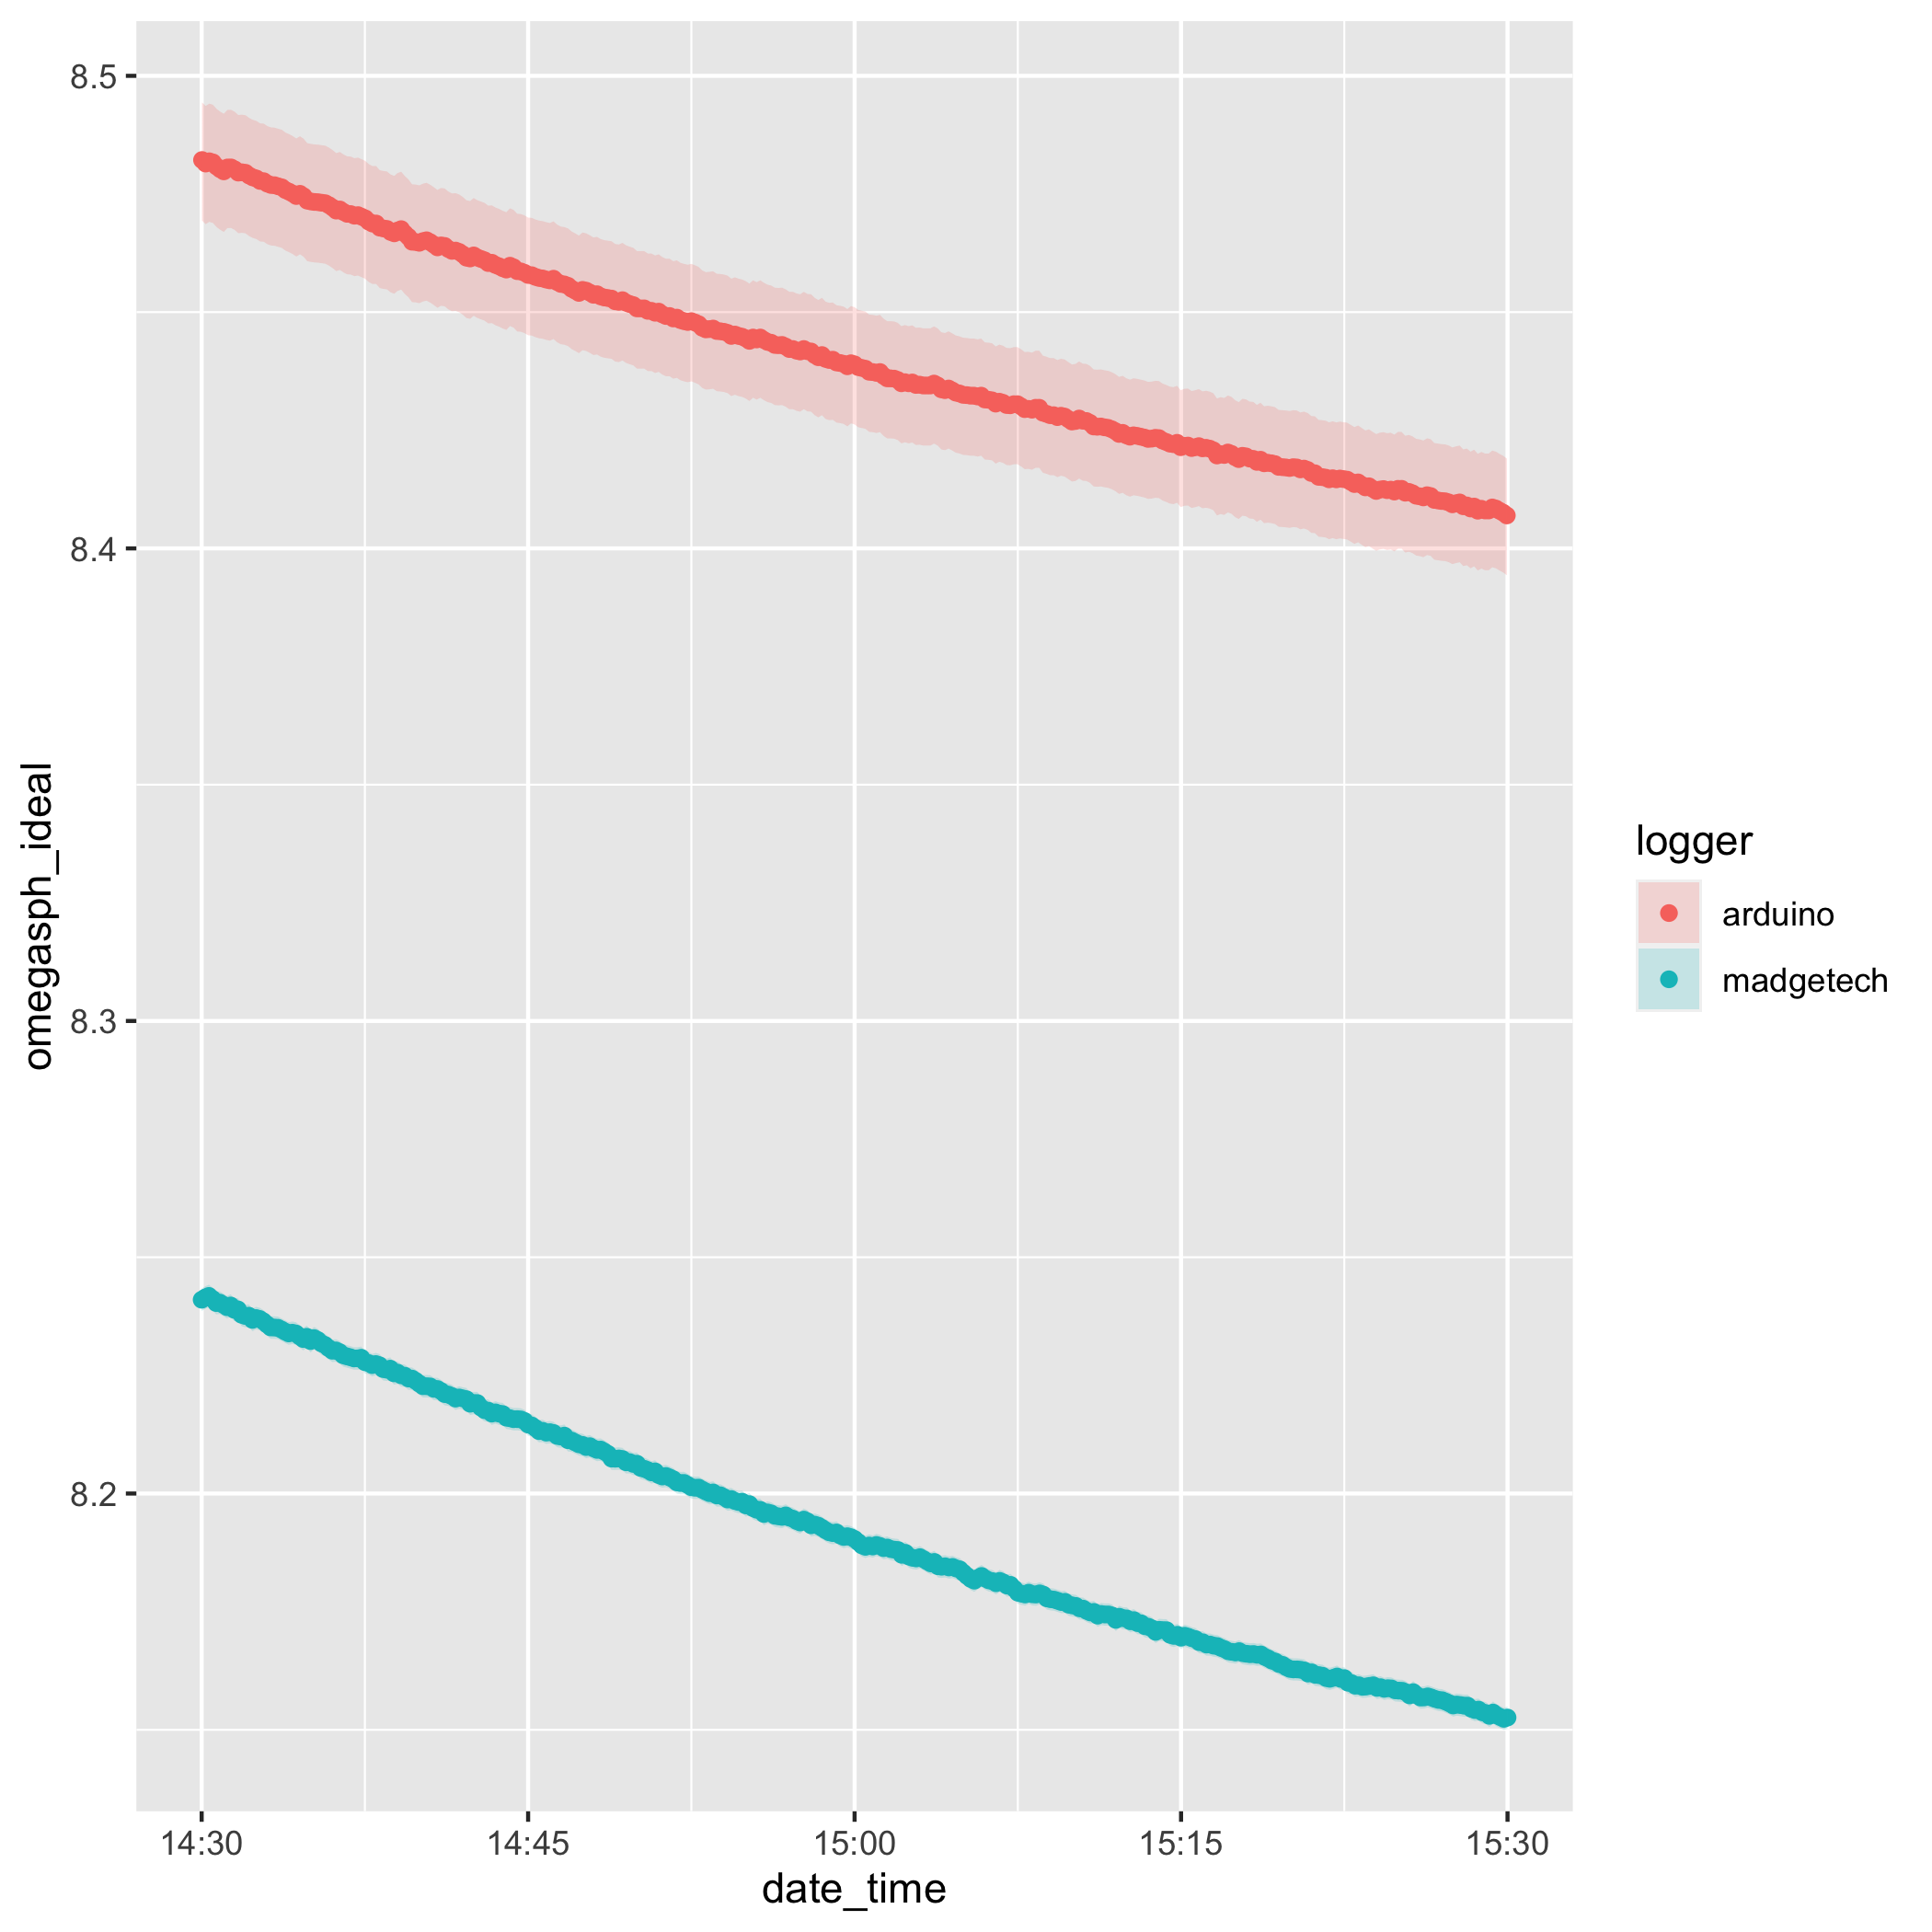 8.5
8.4
8.3
8.2
omegasph_ideal
14:30 14:45 15:00 15:15 15:30
date_time
logger
arduino
madgetech